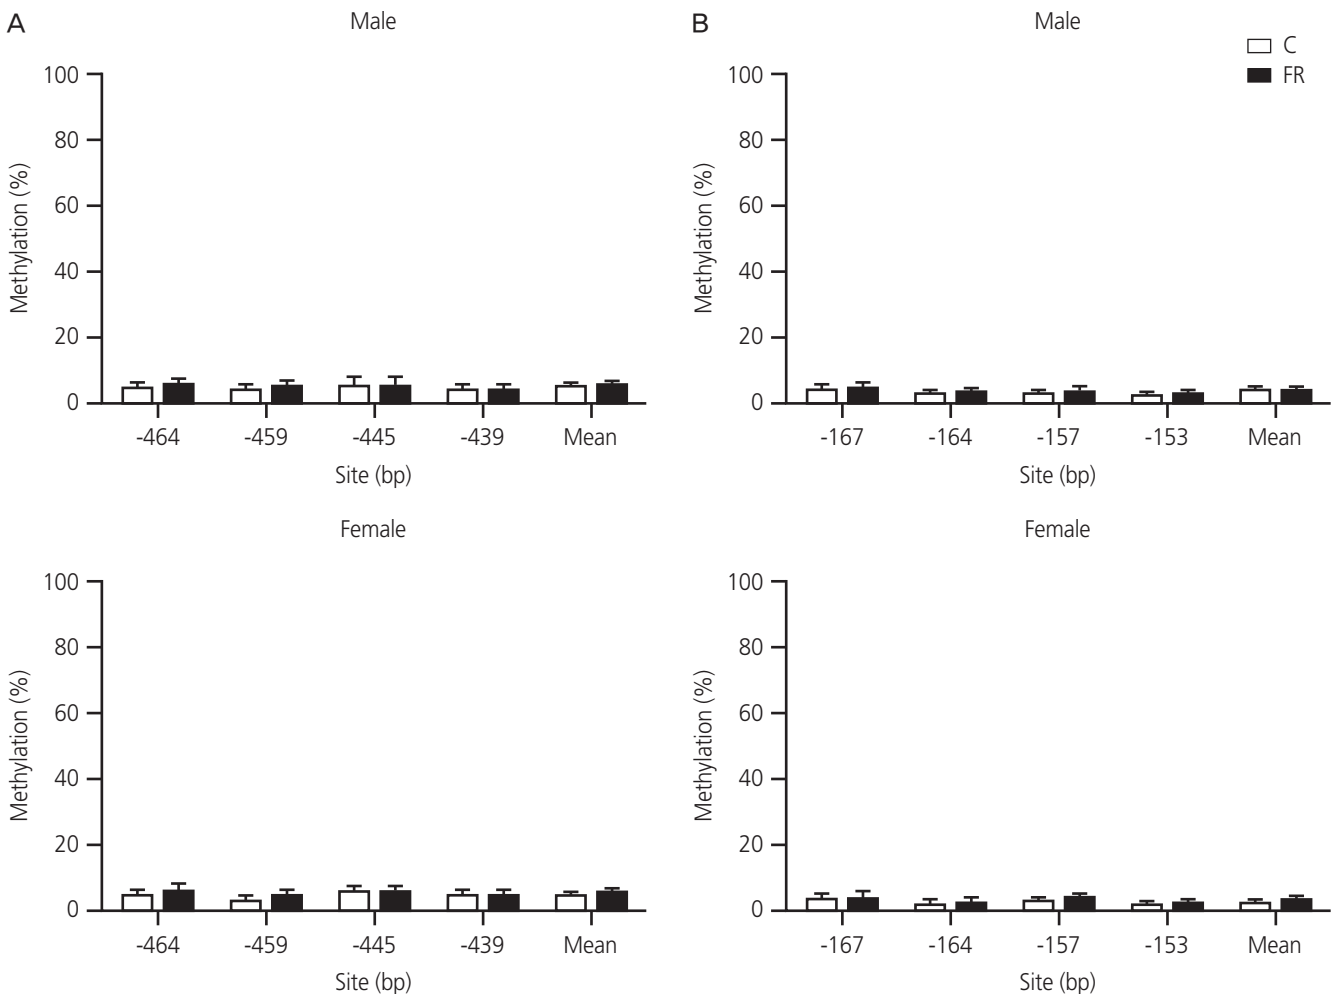 A
Male
Methylation (%)
100
80
60
40
20
0
-464 -459 -445 -439 Mean
Site (bp)
B
Male
C
FR
Methylation (%)
100
80
60
40
20
0
-167 -164 -157 -153 Mean
Site (bp)
Female
Methylation (%)
100
80
60
40
20
0
-464 -459 -445 -439 Mean
Site (bp)
Female
Methylation (%)
100
80
60
40
20
0
-167 -164 -157 -153 Mean
Site (bp)